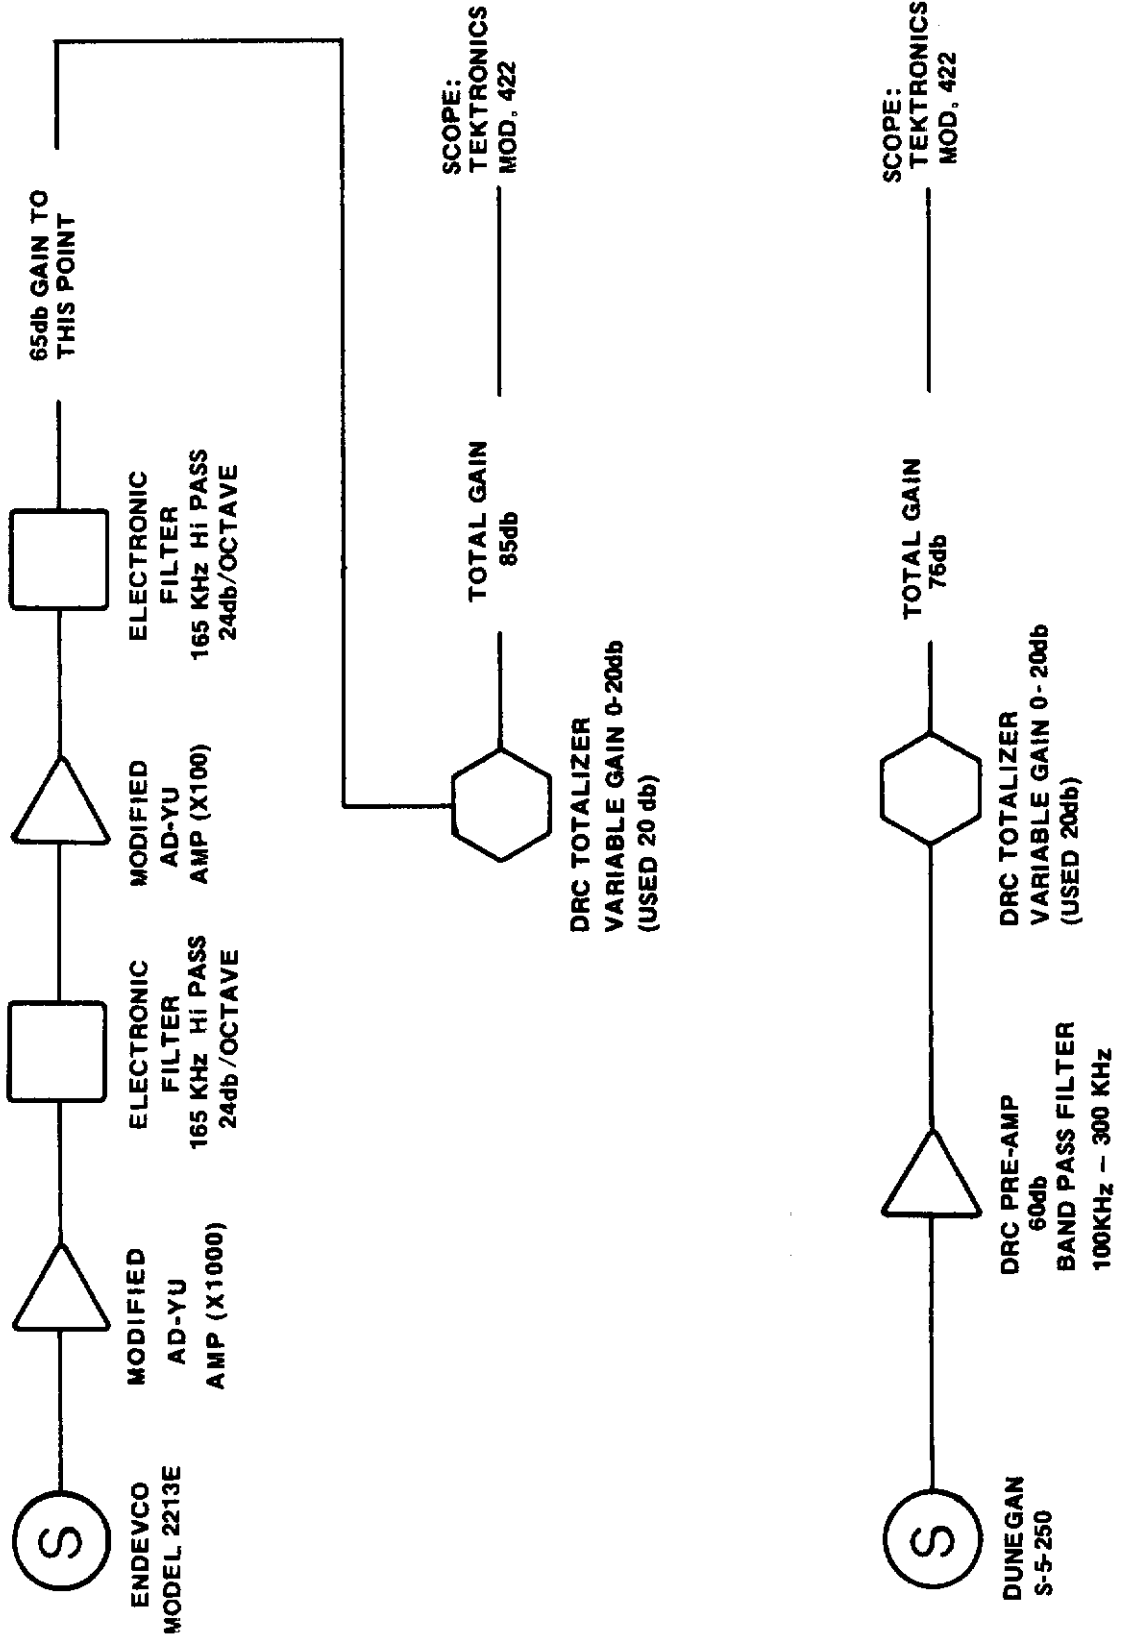 S
ENDEVCO
MODEL 2213E
MODIFIED
AD-YU
AMP (X1000)
ELECTRONIC
FILTER
165 KHz Hi PASS
24db/OCTAVE
MODIFIED
AD-YU
AMP (X100)
ELECTRONIC
FILTER
165 KHz Hi PASS
24db/OCTAVE
65db GAIN TO
THIS POINT
DRC TOTALIZER
VARIABLE GAIN 0-20db
(USED 20 db)
TOTAL GAIN
85db
SCOPE:
TEKTRONICS
MOD. 422
S
DUNEGAN
S-5-250
DRC PRE-AMP
60db
BAND PASS FILTER
100KHz – 300 KHz
DRC TOTALIZER
VARIABLE GAIN 0-20db
(USED 20db)
TOTAL GAIN
76db
SCOPE:
TEKTRONICS
MOD. 422